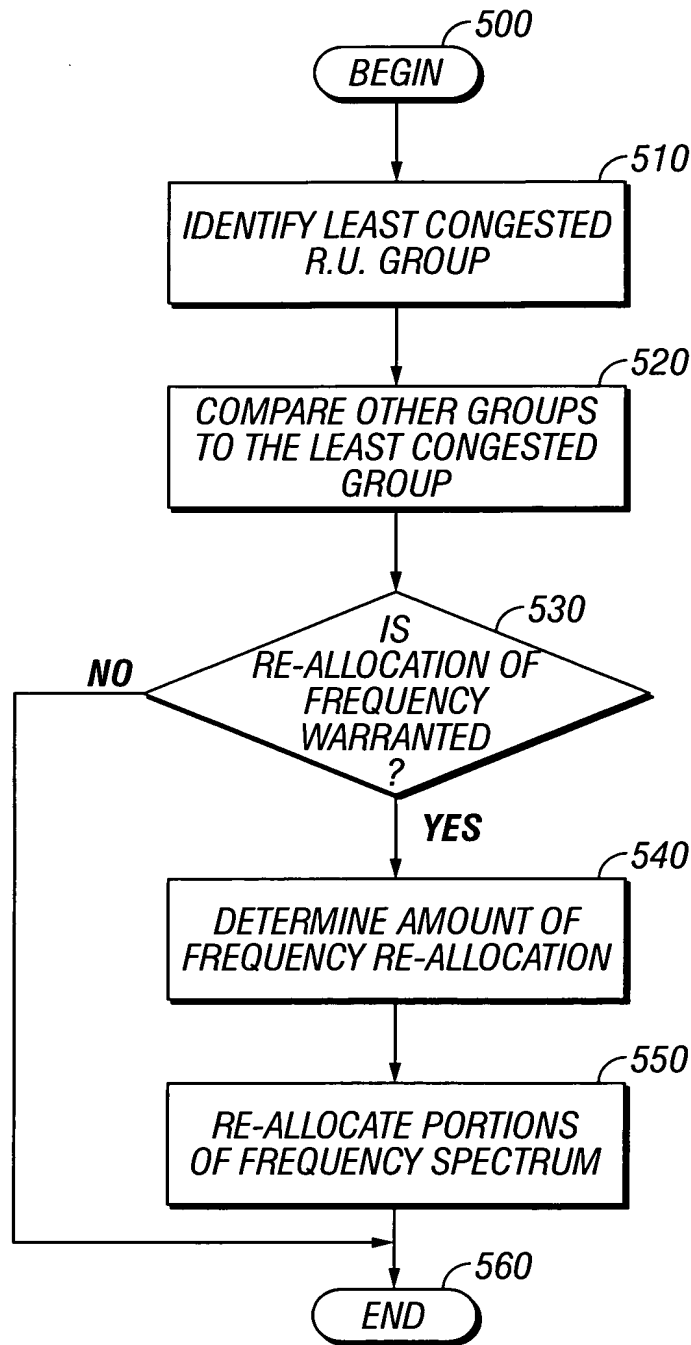 500
BEGIN
510
IDENTIFY LEAST CONGESTED
R.U. GROUP
520
COMPARE OTHER GROUPS
TO THE LEAST CONGESTED
GROUP
530
IS
RE-ALLOCATION OF
FREQUENCY
WARRANTED
?
NO
YES
540
DETERMINE AMOUNT OF
FREQUENCY RE-ALLOCATION
550
RE-ALLOCATE PORTIONS
OF FREQUENCY SPECTRUM
560
END